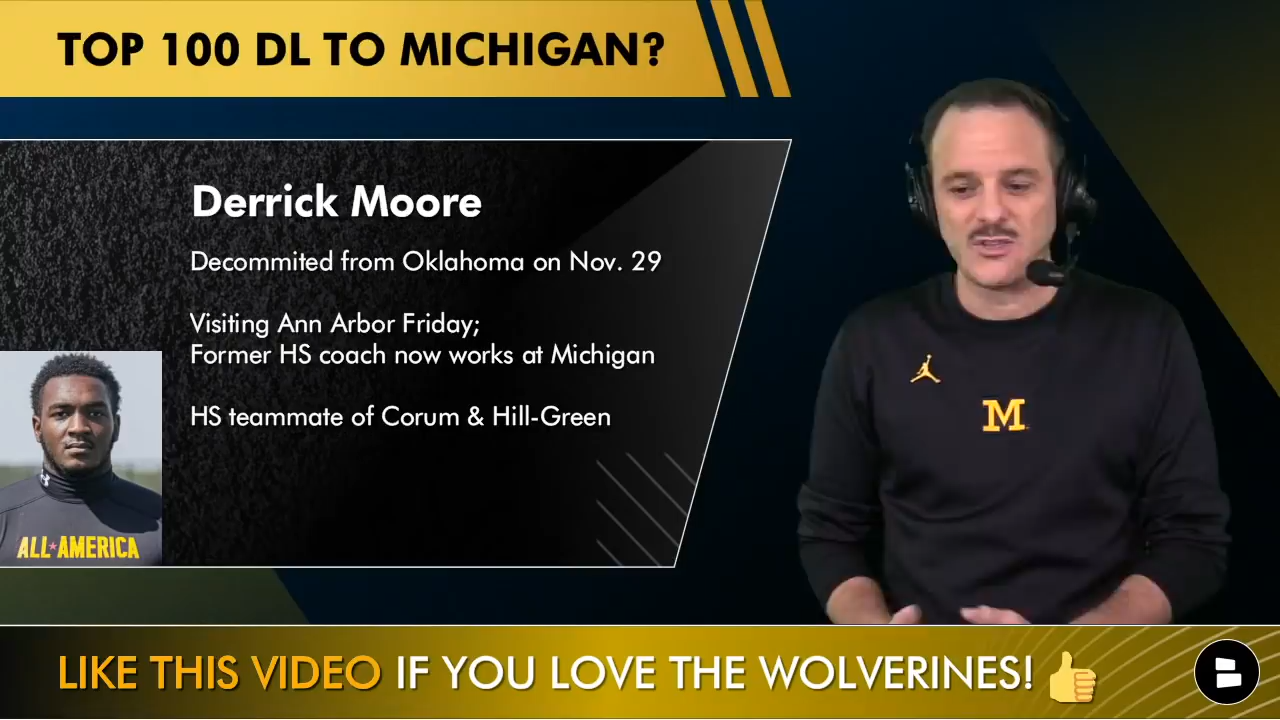 TOP 100 DL TO MICHIGAN?
Derrick Moore
Decommited from Oklahoma on Nov. 29
Visiting Ann Arbor Friday;
Former HS coach now works at Michigan
HS teammate of Corum & Hill-Green
ALL★AMERICA
M
LIKE THIS VIDEO IF YOU LOVE THE WOLVERINES!